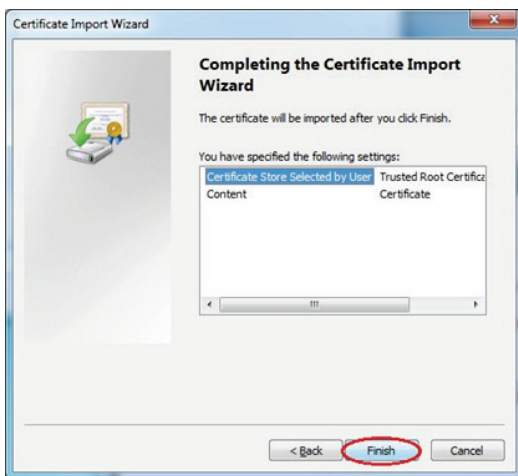 Certificate Import Wizard
Completing the Certificate Import
Wizard
The certificate will be imported after you click Finish.
You have specified the following settings:
Certificate Store Selected by User Trusted Root Certifica
Content Certificate
< Back Finish Cancel